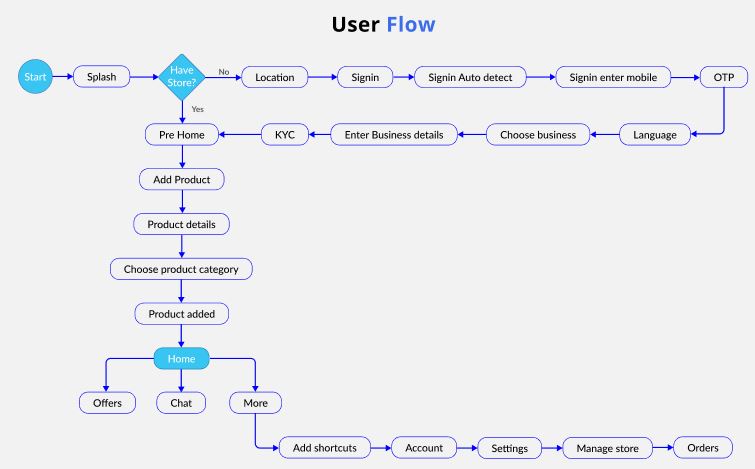 User Flow
Start
Splash
Have
Store?
No
Location
Signin
Signin Auto detect
Signin enter mobile
OTP
Yes
Pre Home
KYC
Enter Business details
Choose business
Language
Add Product
Product details
Choose product category
Product added
Home
Offers
Chat
More
Add shortcuts
Account
Settings
Manage store
Orders